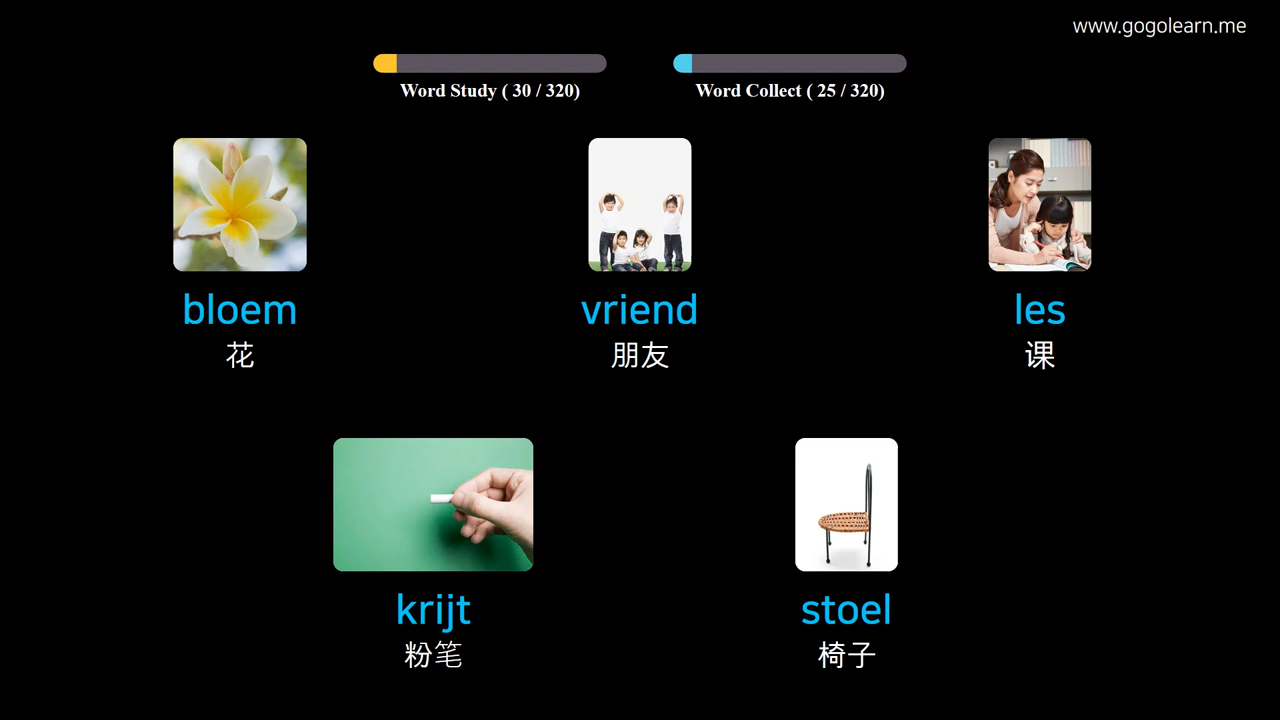 www.gogolearn.me
Word Study ( 30 / 320)
Word Collect ( 25 / 320)
bloem
花
vriend
朋友
les
课
krijt
粉笔
stoel
椅子